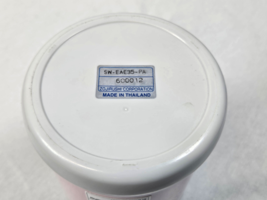 SW-EAE35-PA
600012
ZOJIRUSHI CORPORATION
MADE IN THAILAND